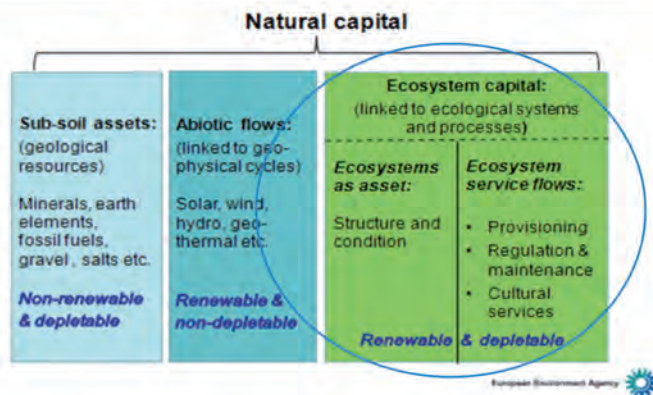 Natural capital
Sub-soil assets:
(geological
resources)
Minerals, earth
elements,
fossil fuels,
gravel , salts etc.
Non-renewable
& depletable
Abiotic flows:
(linked to geo-
physical cycles)
Solar, wind,
hydro, geo-
thermal etc.
Renewable &
non-depletable
Ecosystem capital:
(linked to ecological systems
and processes)
Ecosystems
as asset:
Structure and
condition
Ecosystem
service flows:
• Provisioning
• Regulation &
maintenance
• Cultural
services
Renewable & depletable
European Environment Agency